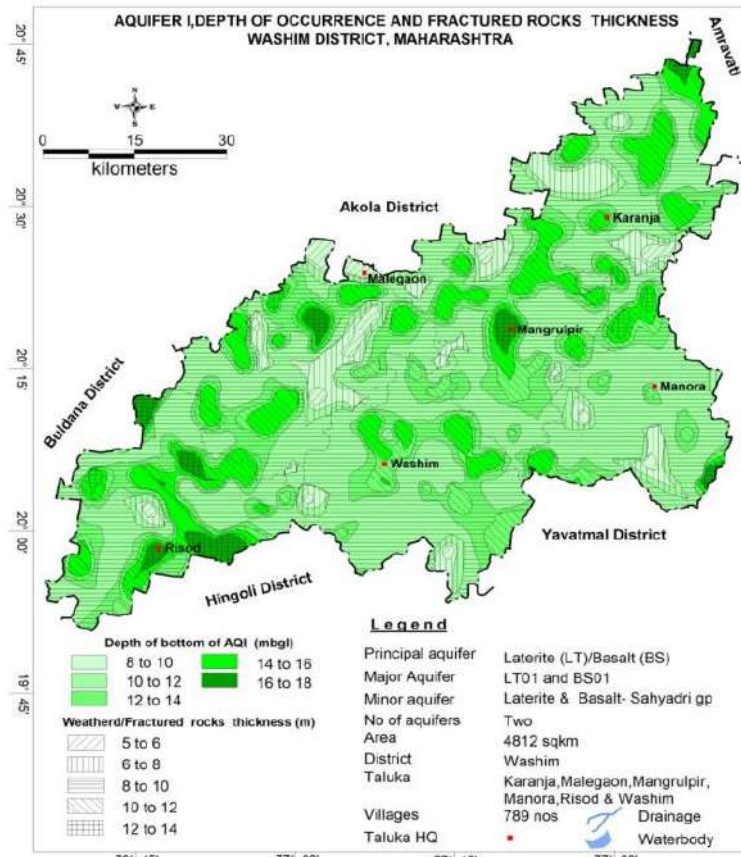 AQUIFER I,DEPTH OF OCCURRENCE AND FRACTURED ROCKS THICKNESS
WASHIM DISTRICT, MAHARASHTRA
Amravati
20° 45'
N
W E
S
0 15 30
kilometers
20° 30'
Akola District
Karanja
Malegaon
Mangrulpir
20° 15'
Manora
Buldana District
Washim
20° 00'
Yavatmal District
Risod
Hingoli District
19° 45'
Depth of bottom of AQI (mbgl)
8 to 10
10 to 12
12 to 14
14 to 16
16 to 18
Weatherd/Fractured rocks thickness (m)
5 to 6
6 to 8
8 to 10
10 to 12
12 to 14
Legend
Principal aquifer Laterite (LT)/Basalt (BS)
Major Aquifer LT01 and BS01
Minor aquifer Laterite & Basalt- Sahyadri gp
No of aquifers Two
Area 4812 sqkm
District Washim
Taluka Karanja,Malegaon,Mangrulpir,
Manora,Risod & Washim
Villages 789 nos
Taluka HQ
Drainage
Waterbody